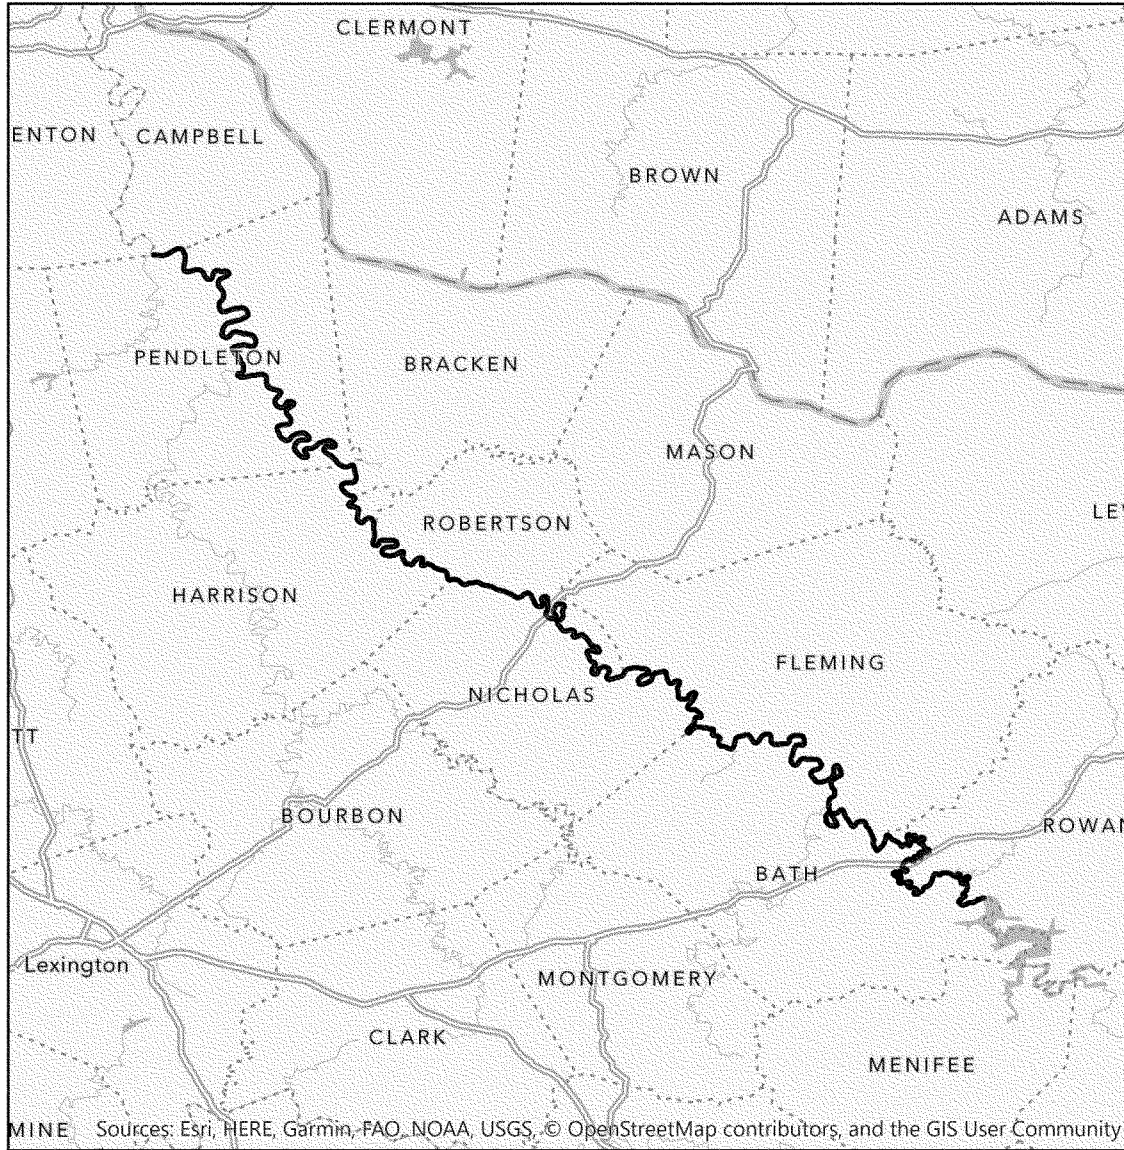 CLERMONT
ENTON
CAMPBELL
BROWN
ADAMS
PENDLETON
BRACKEN
MASON
LEV
ROBERTSON
HARRISON
FLEMING
NICHOLAS
TT
BOURBON
ROWAN
BATH
Lexington
MONTGOMERY
CLARK
MENIFEE
MINE
Sources: Esri, HERE, Garmin, FAO, NOAA, USGS, © OpenStreetMap contributors, and the GIS User Community